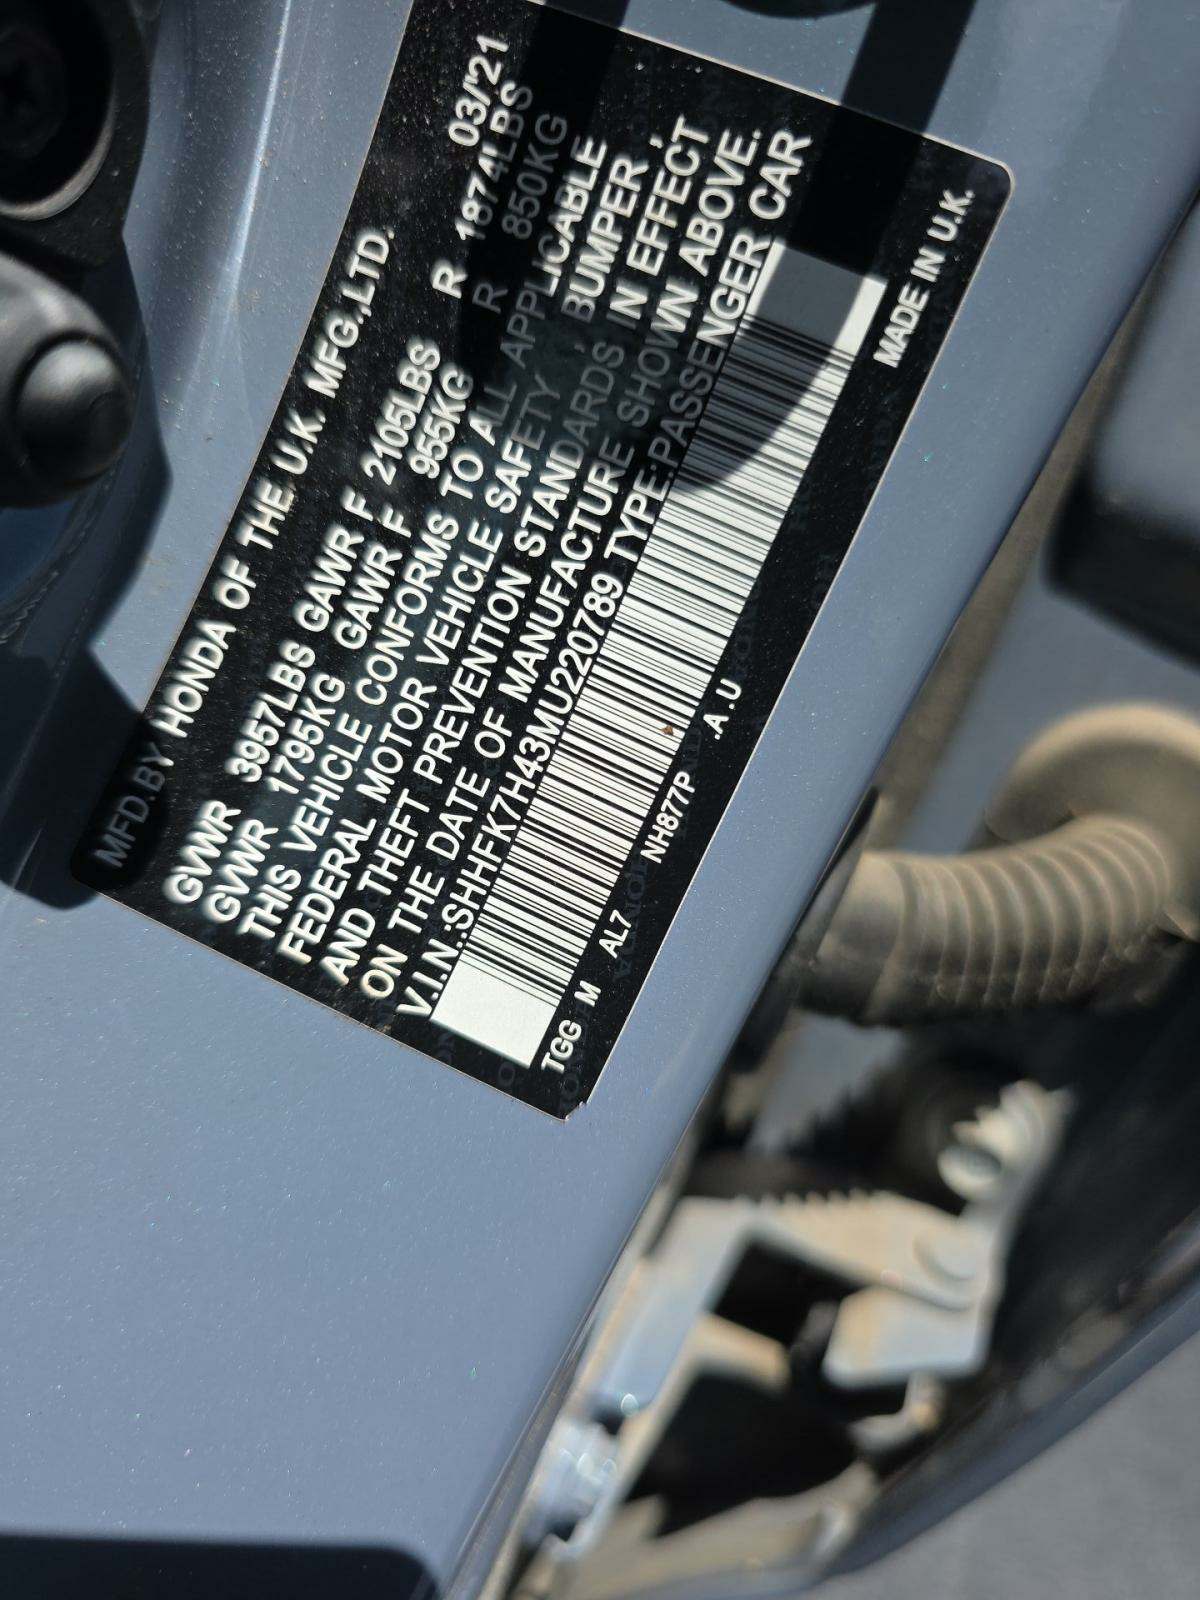 MFD.BY HONDA OF THE U.K. MFG.,LTD. 03/'21
GVWR 3957LBS GAWR F 2105LBS R 1874LBS
GVWR 1795KG GAWR F 955KG R 850KG
THIS VEHICLE CONFORMS TO ALL APPLICABLE
FEDERAL MOTOR VEHICLE SAFETY , BUMPER ,
AND THEFT PREVENTION STANDARDS IN EFFECT
ON THE DATE OF MANUFACTURE SHOWN ABOVE.
V.I.N.:SHHFK7H43MU220789 TYPE:PASSENGER CAR
TGG M AL7 NH877P .A.U MADE IN U.K.